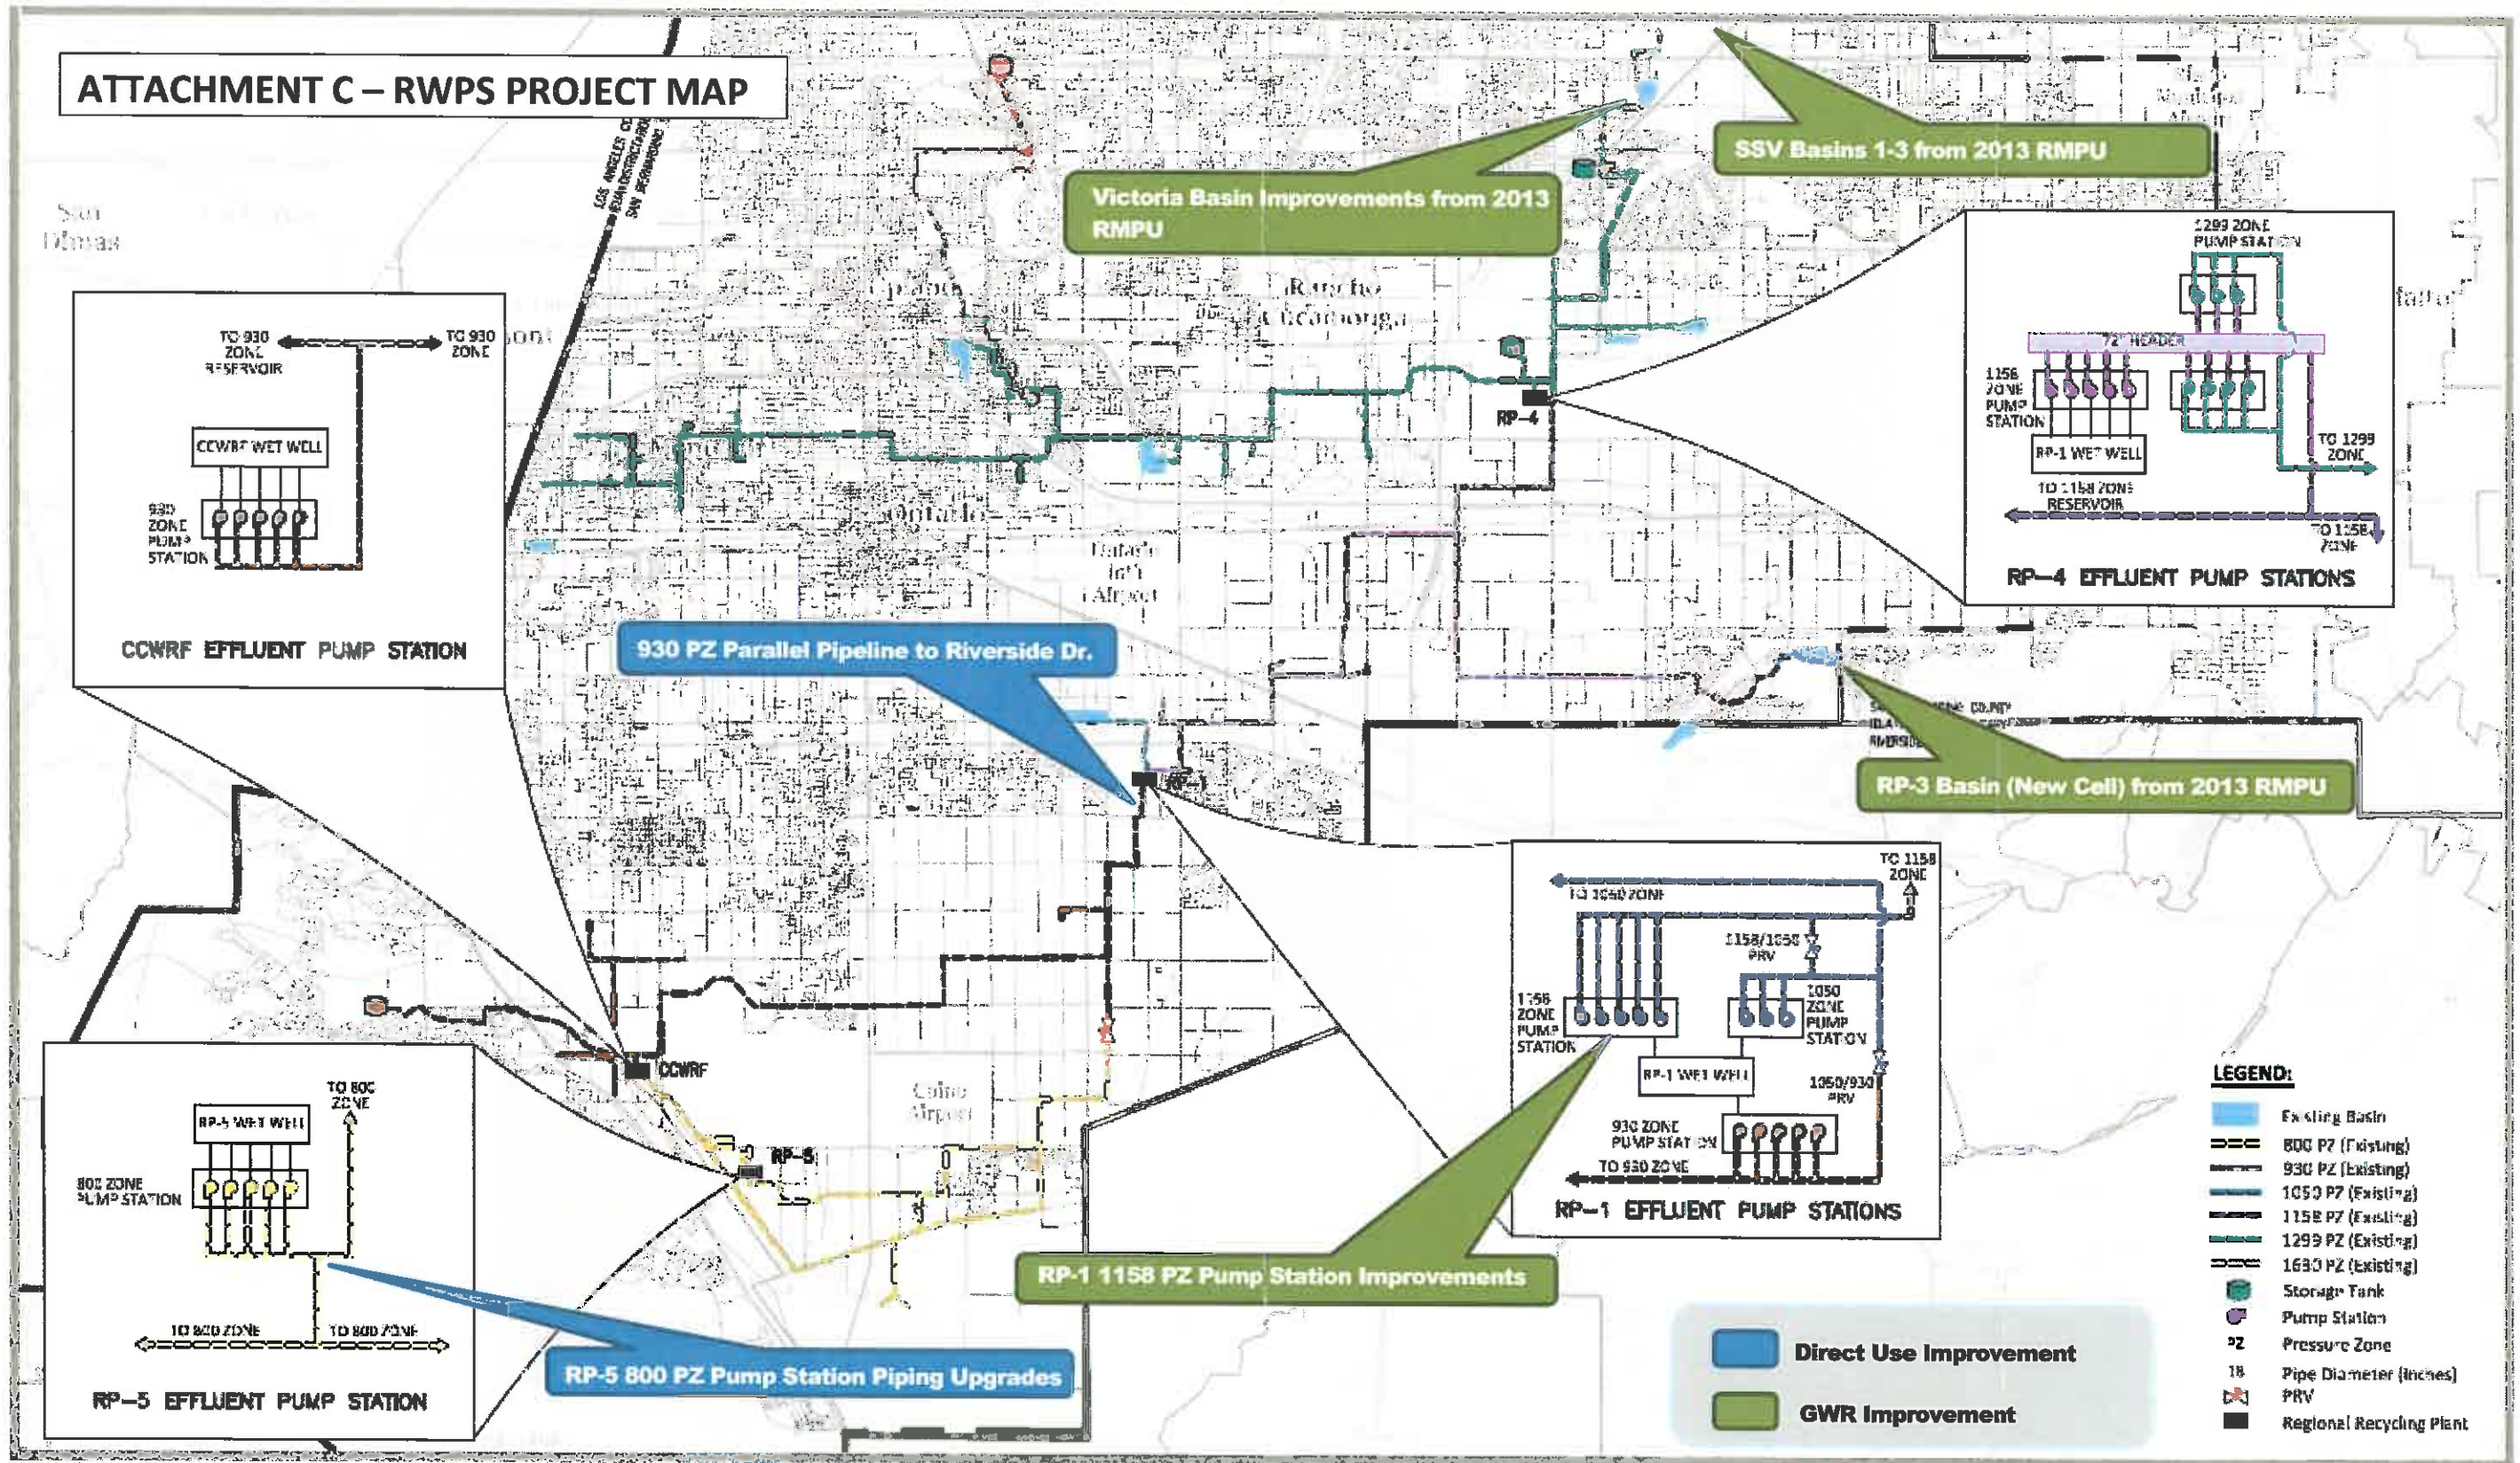 ATTACHMENT C – RWPS PROJECT MAP
SSV Basins 1-3 from 2013 RMPU
Victoria Basin Improvements from 2013
RMPU
San
Dimas
Rancho
Cucamonga
Ontario
Airport
LOS ANGELES
SAN BERNARDINO
TO 930
ZONE
RESERVOIR
TO 930
ZONE
CCWRF WET WELL
930
ZONE
PUMP
STATION
CCWRF EFFLUENT PUMP STATION
RP-4
1299 ZONE
PUMP STATION
72" HEADER
1158
ZONE
PUMP
STATION
RP-1 WET WELL
TO 1299
ZONE
TO 1158 ZONE
RESERVOIR
TO 1158
ZONE
RP-4 EFFLUENT PUMP STATIONS
930 PZ Parallel Pipeline to Riverside Dr.
RP-3 Basin (New Cell) from 2013 RMPU
COUNTY
TO 1158
ZONE
TO 1050 ZONE
1158/1050
PRV
1158
ZONE
PUMP
STATION
1050
ZONE
PUMP
STATION
RP-1 WET WELL
1050/930
PRV
930 ZONE
PUMP STATION
TO 930 ZONE
RP-1 EFFLUENT PUMP STATIONS
CCWRF
Chino
Airport
RP-5
TO 800
ZONE
RP-5 WET WELL
800 ZONE
PUMP STATION
TO 800 ZONE
TO 800 ZONE
RP-5 EFFLUENT PUMP STATION
RP-1 1158 PZ Pump Station Improvements
RP-5 800 PZ Pump Station Piping Upgrades
Direct Use Improvement
GWR Improvement
LEGEND:
Existing Basin
800 PZ (Existing)
930 PZ (Existing)
1050 PZ (Existing)
1158 PZ (Existing)
1299 PZ (Existing)
1630 PZ (Existing)
Storage Tank
Pump Station
PZ Pressure Zone
18 Pipe Diameter (Inches)
PRV
Regional Recycling Plant